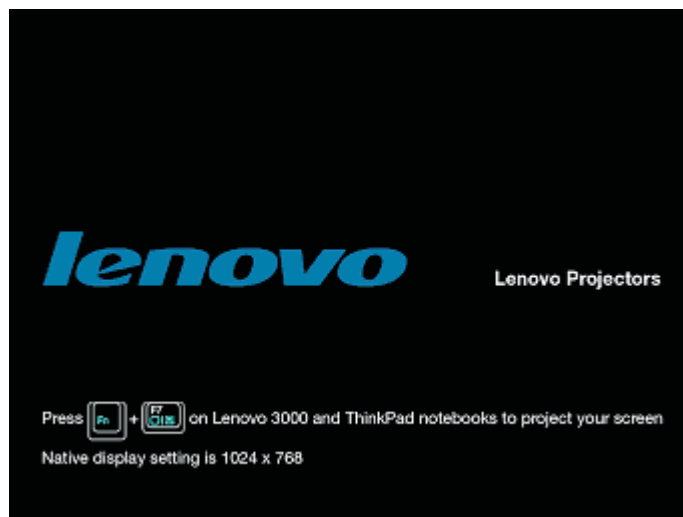 lenovo
Lenovo Projectors
Press Fn + F7 on Lenovo 3000 and ThinkPad notebooks to project your screen
Native display setting is 1024 x 768